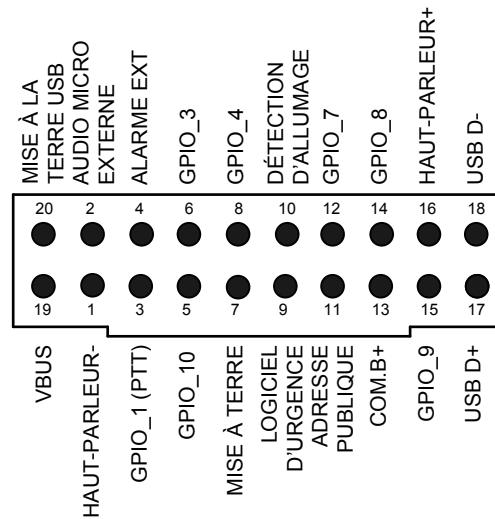 MISE À LA
TERRE USB
AUDIO MICRO
EXTERNE
ALARME EXT
GPIO_3
GPIO_4
DÉTECTION
D'ALLUMAGE
GPIO_7
GPIO_8
HAUT-PARLEUR+
USB D-
20 2 4 6 8 10 12 14 16 18
19 1 3 5 7 9 11 13 15 17
VBUS
HAUT-PARLEUR-
GPIO_1 (PTT)
GPIO_10
MISE À TERRE
LOGICIEL
D'URGENCE
ADRESSE
PUBLIQUE
COM.B+
GPIO_9
USB D+